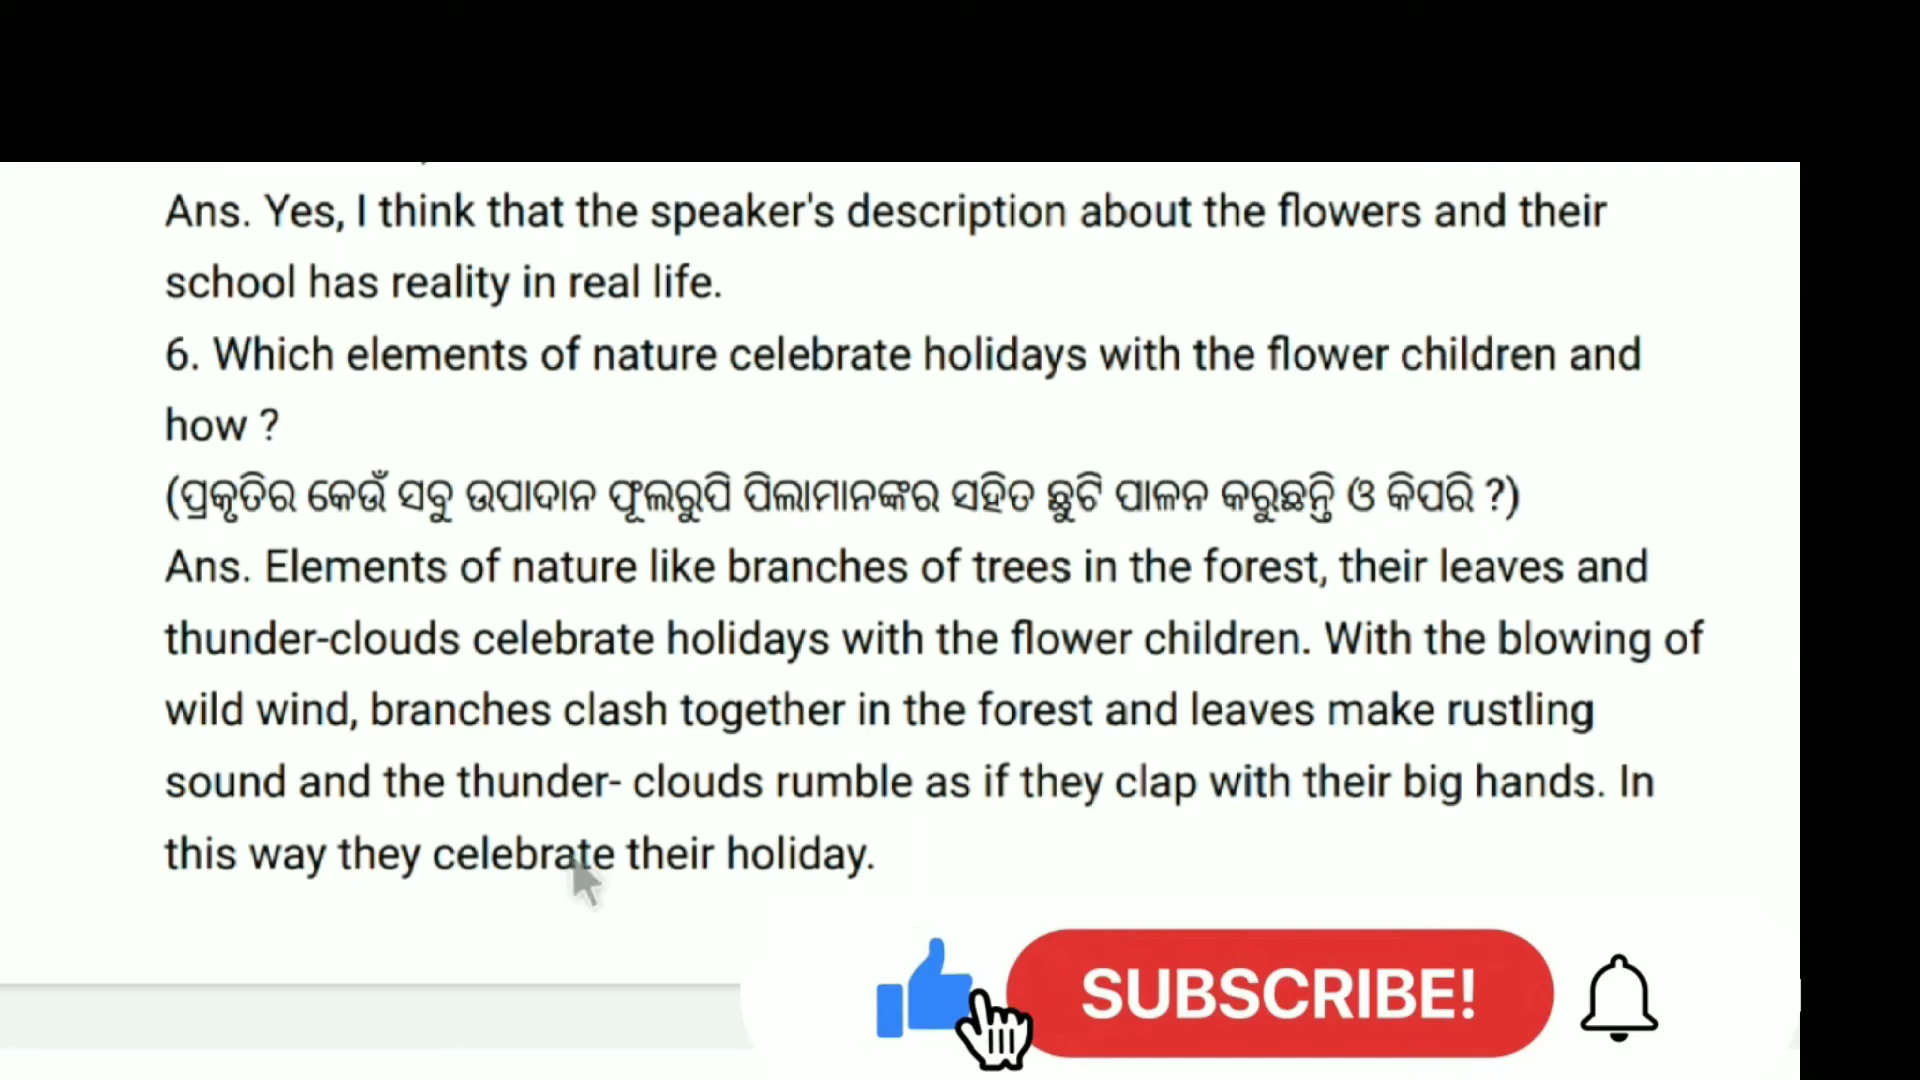 Ans. Yes, I think that the speaker's description about the flowers and their
school has reality in real life.
6. Which elements of nature celebrate holidays with the flower children and
how ?
(ପ୍ରକୃତିର କେଉଁ ସବୁ ଉପାଦାନ ଫୂଲରୁପି ପିଲାମାନଙ୍କର ସହିତ ଛୁଟି ପାଳନ କରୁଛନ୍ତି ଓ କିପରି ?)
Ans. Elements of nature like branches of trees in the forest, their leaves and
thunder-clouds celebrate holidays with the flower children. With the blowing of
wild wind, branches clash together in the forest and leaves make rustling
sound and the thunder- clouds rumble as if they clap with their big hands. In
this way they celebrate their holiday.
SUBSCRIBE!